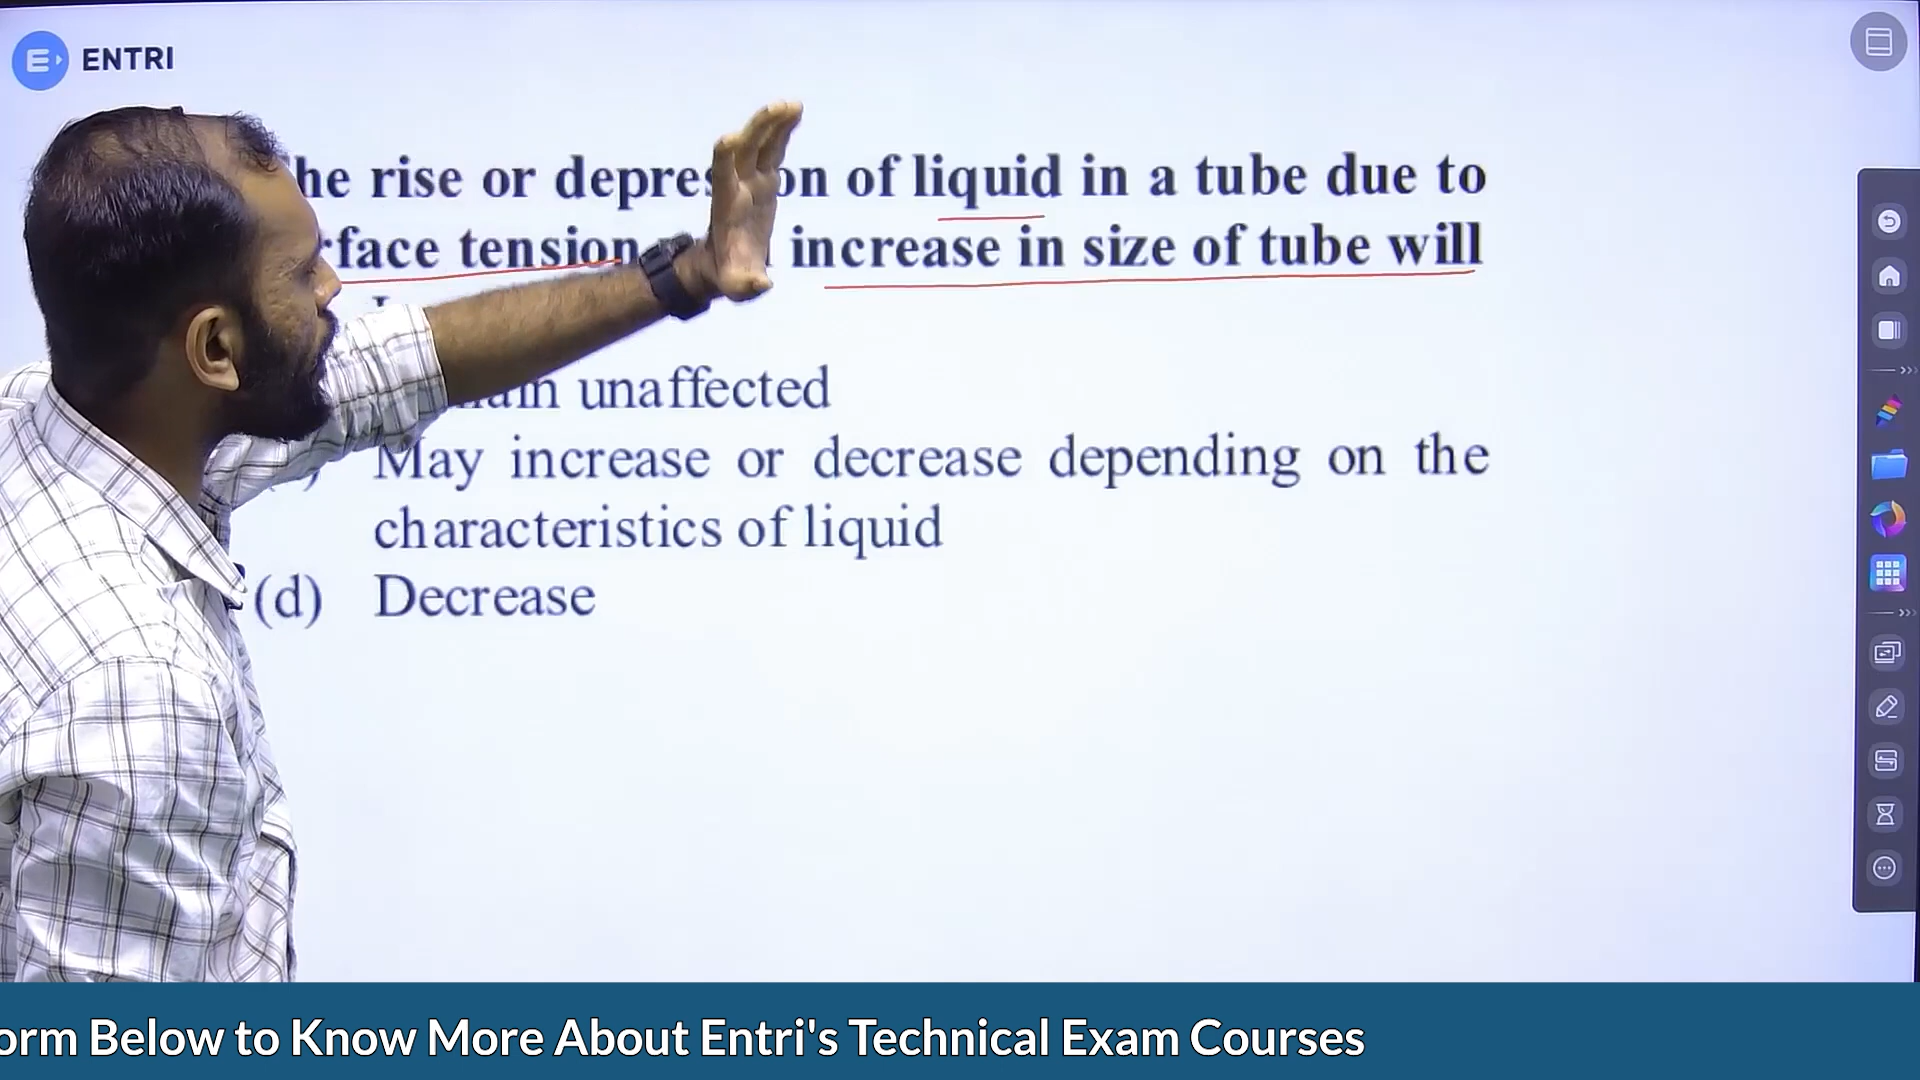 ENTRI
he rise or depres on of liquid in a tube due to
face tension increase in size of tube will
unaffected
May increase or decrease depending on the
characteristics of liquid
(d) Decrease
orm Below to Know More About Entri's Technical Exam Courses